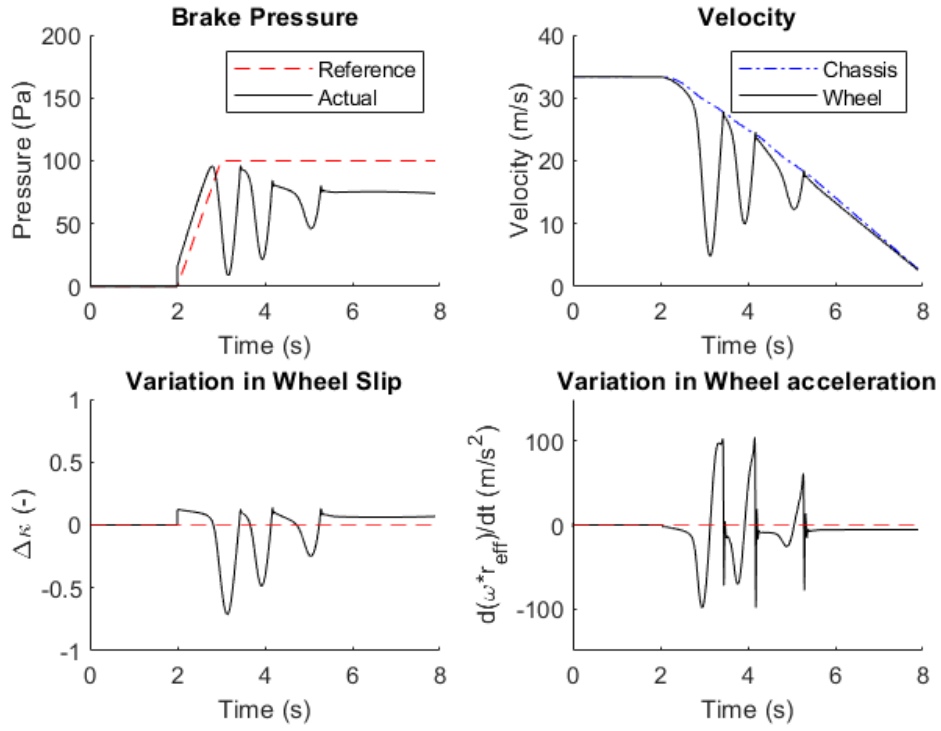 Brake Pressure
200
150
100
50
0
Pressure (Pa)
Reference
Actual
0
2
4
6
8
Time (s)
Velocity
40
30
20
10
0
Velocity (m/s)
Chassis
Wheel
0
2
4
6
8
Time (s)
Variation in Wheel Slip
1
0.5
0
-0.5
-1
Δκ (-)
0
2
4
6
8
Time (s)
Variation in Wheel acceleration
100
0
-100
d(ω*r_eff)/dt (m/s²)
0
2
4
6
8
Time (s)